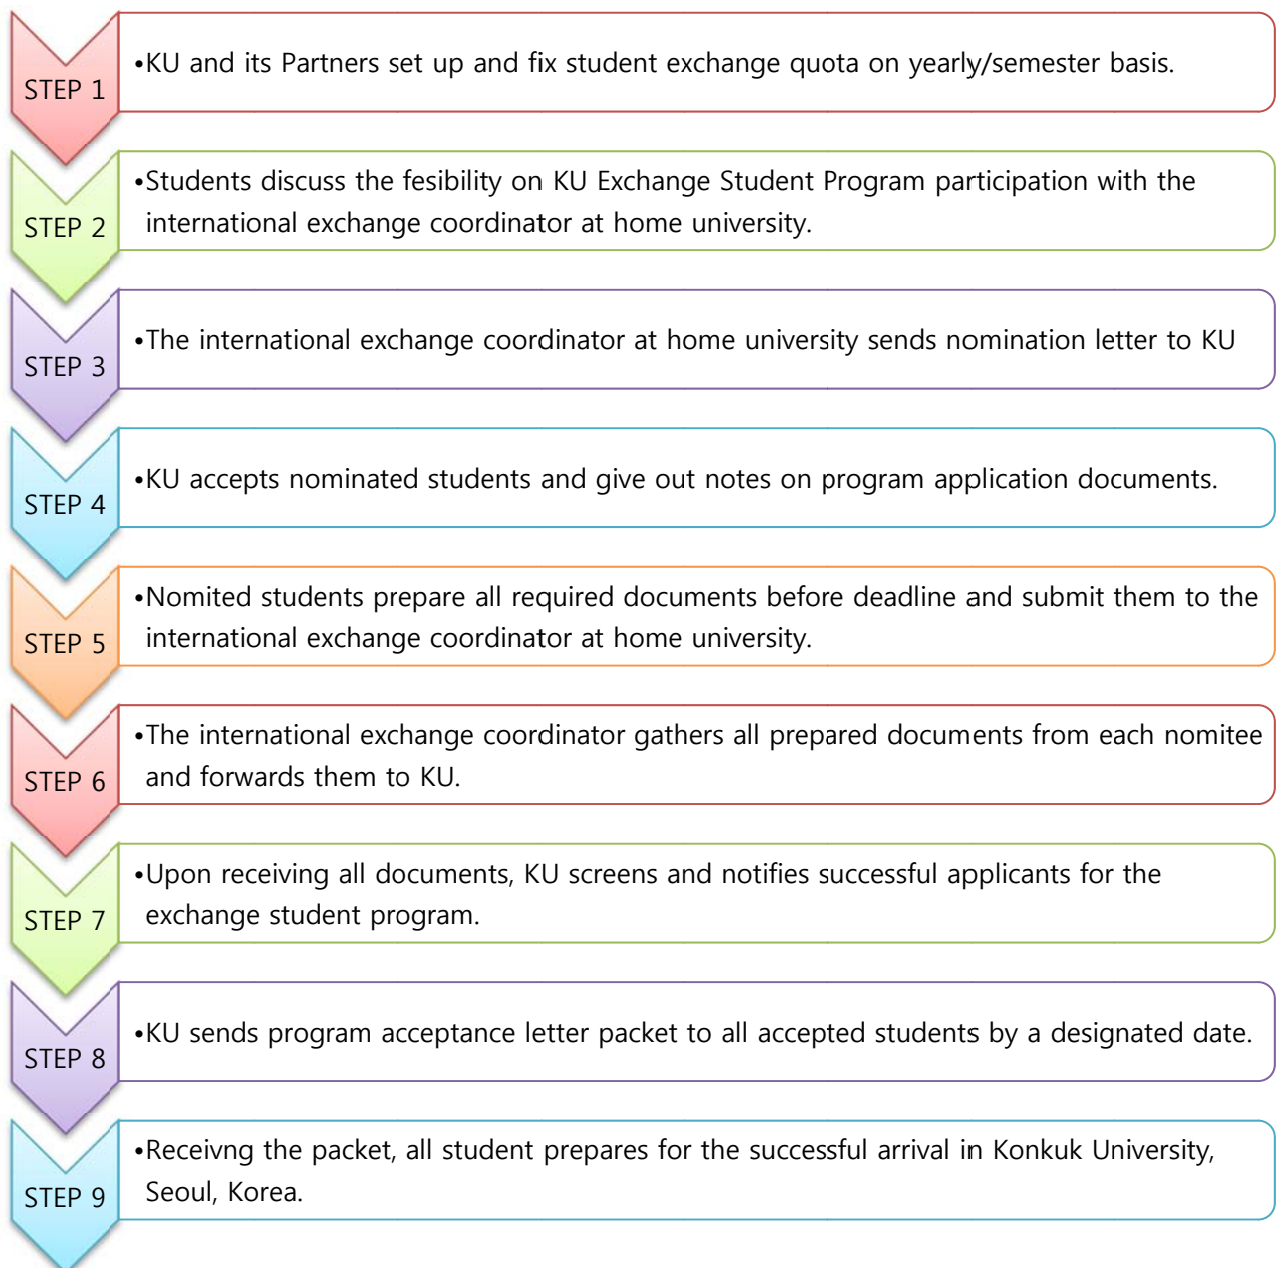 STEP 1
•KU and its Partners set up and fix student exchange quota on yearly/semester basis.
STEP 2
•Students discuss the fesibility on KU Exchange Student Program participation with the
international exchange coordinator at home university.
STEP 3
•The international exchange coordinator at home university sends nomination letter to KU
STEP 4
•KU accepts nominated students and give out notes on program application documents.
STEP 5
•Nomited students prepare all required documents before deadline and submit them to the
international exchange coordinator at home university.
STEP 6
•The international exchange coordinator gathers all prepared documents from each nomitee
and forwards them to KU.
STEP 7
•Upon receiving all documents, KU screens and notifies successful applicants for the
exchange student program.
STEP 8
•KU sends program acceptance letter packet to all accepted students by a designated date.
STEP 9
•Receivng the packet, all student prepares for the successful arrival in Konkuk University,
Seoul, Korea.